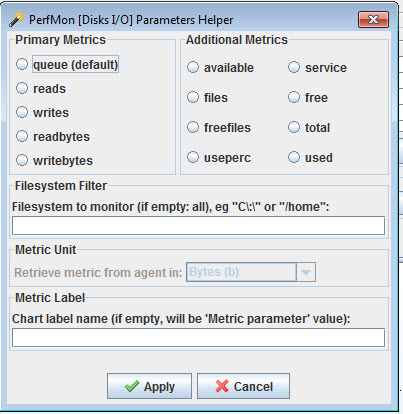 PerfMon [Disks I/O] Parameters Helper
Primary Metrics
queue (default)
reads
writes
readbytes
writebytes
Additional Metrics
available service
files free
freefiles total
useperc used
Filesystem Filter
Filesystem to monitor (if empty: all), eg "C\:\" or "/home":
Metric Unit
Retrieve metric from agent in: Bytes (b)
Metric Label
Chart label name (if empty, will be 'Metric parameter' value):
Apply Cancel